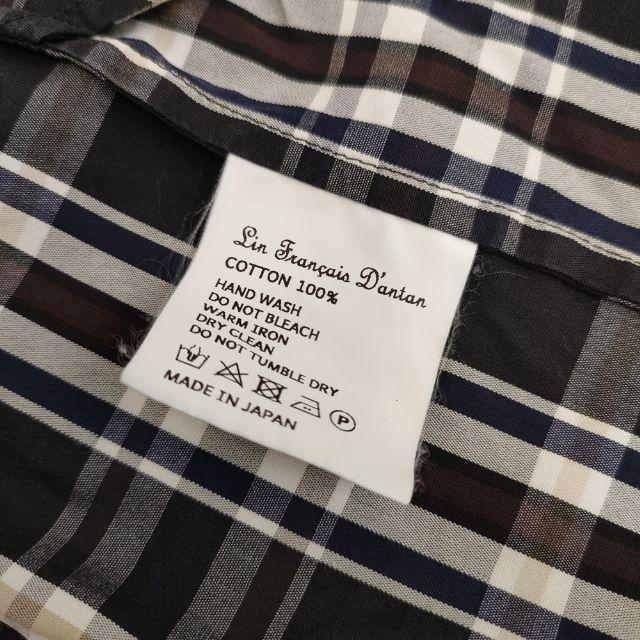 Lin Français D'antan
COTTON 100%
HAND WASH
DO NOT BLEACH
WARM IRON
DRY CLEAN
DO NOT TUMBLE DRY
P
MADE IN JAPAN